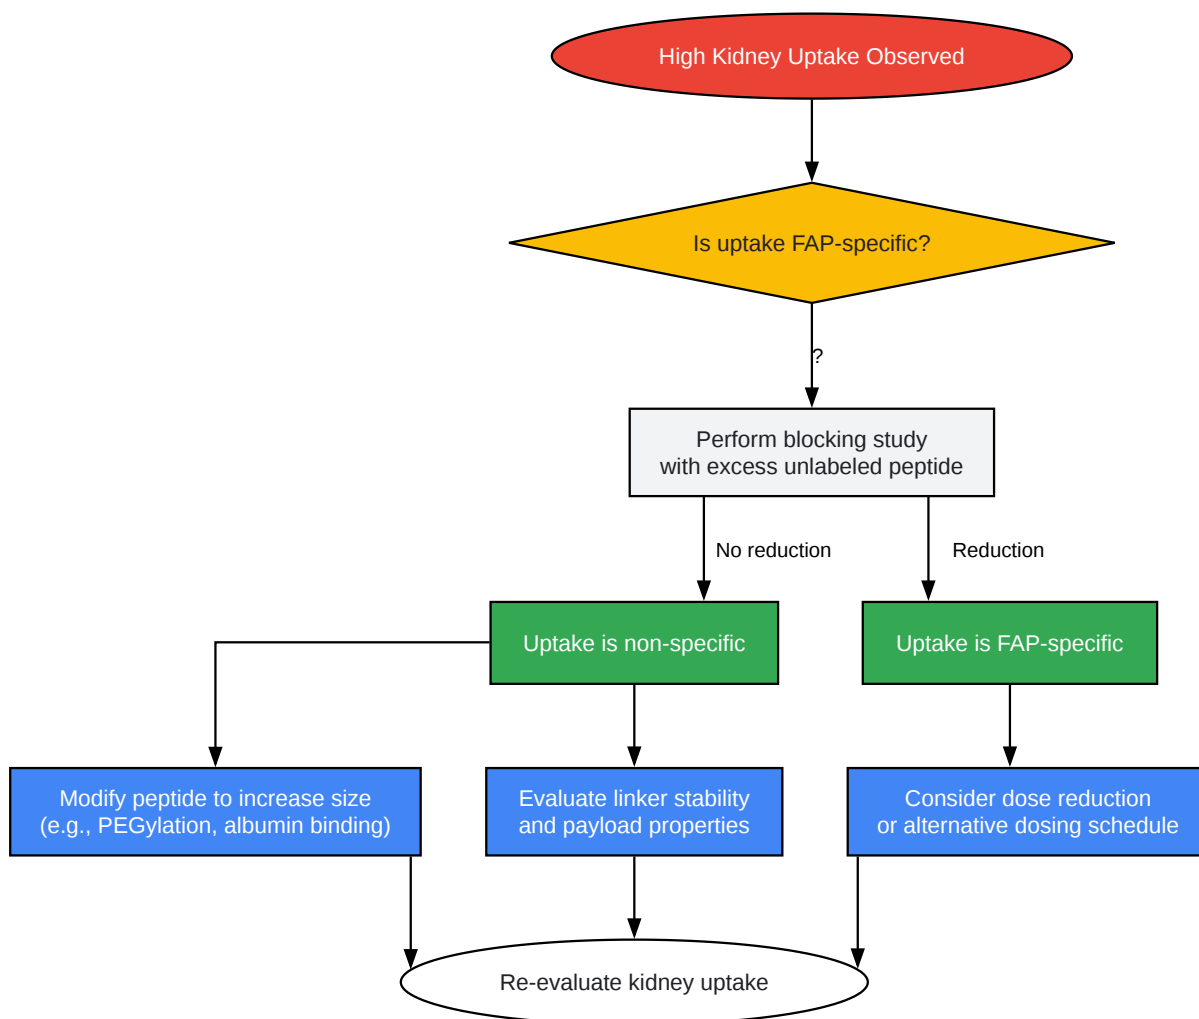 High Kidney Uptake Observed
Is uptake FAP-specific?
?
Perform blocking study
with excess unlabeled peptide
No reduction
Reduction
Uptake is non-specific
Uptake is FAP-specific
Modify peptide to increase size
(e.g., PEGylation, albumin binding)
Evaluate linker stability
and payload properties
Consider dose reduction
or alternative dosing schedule
Re-evaluate kidney uptake